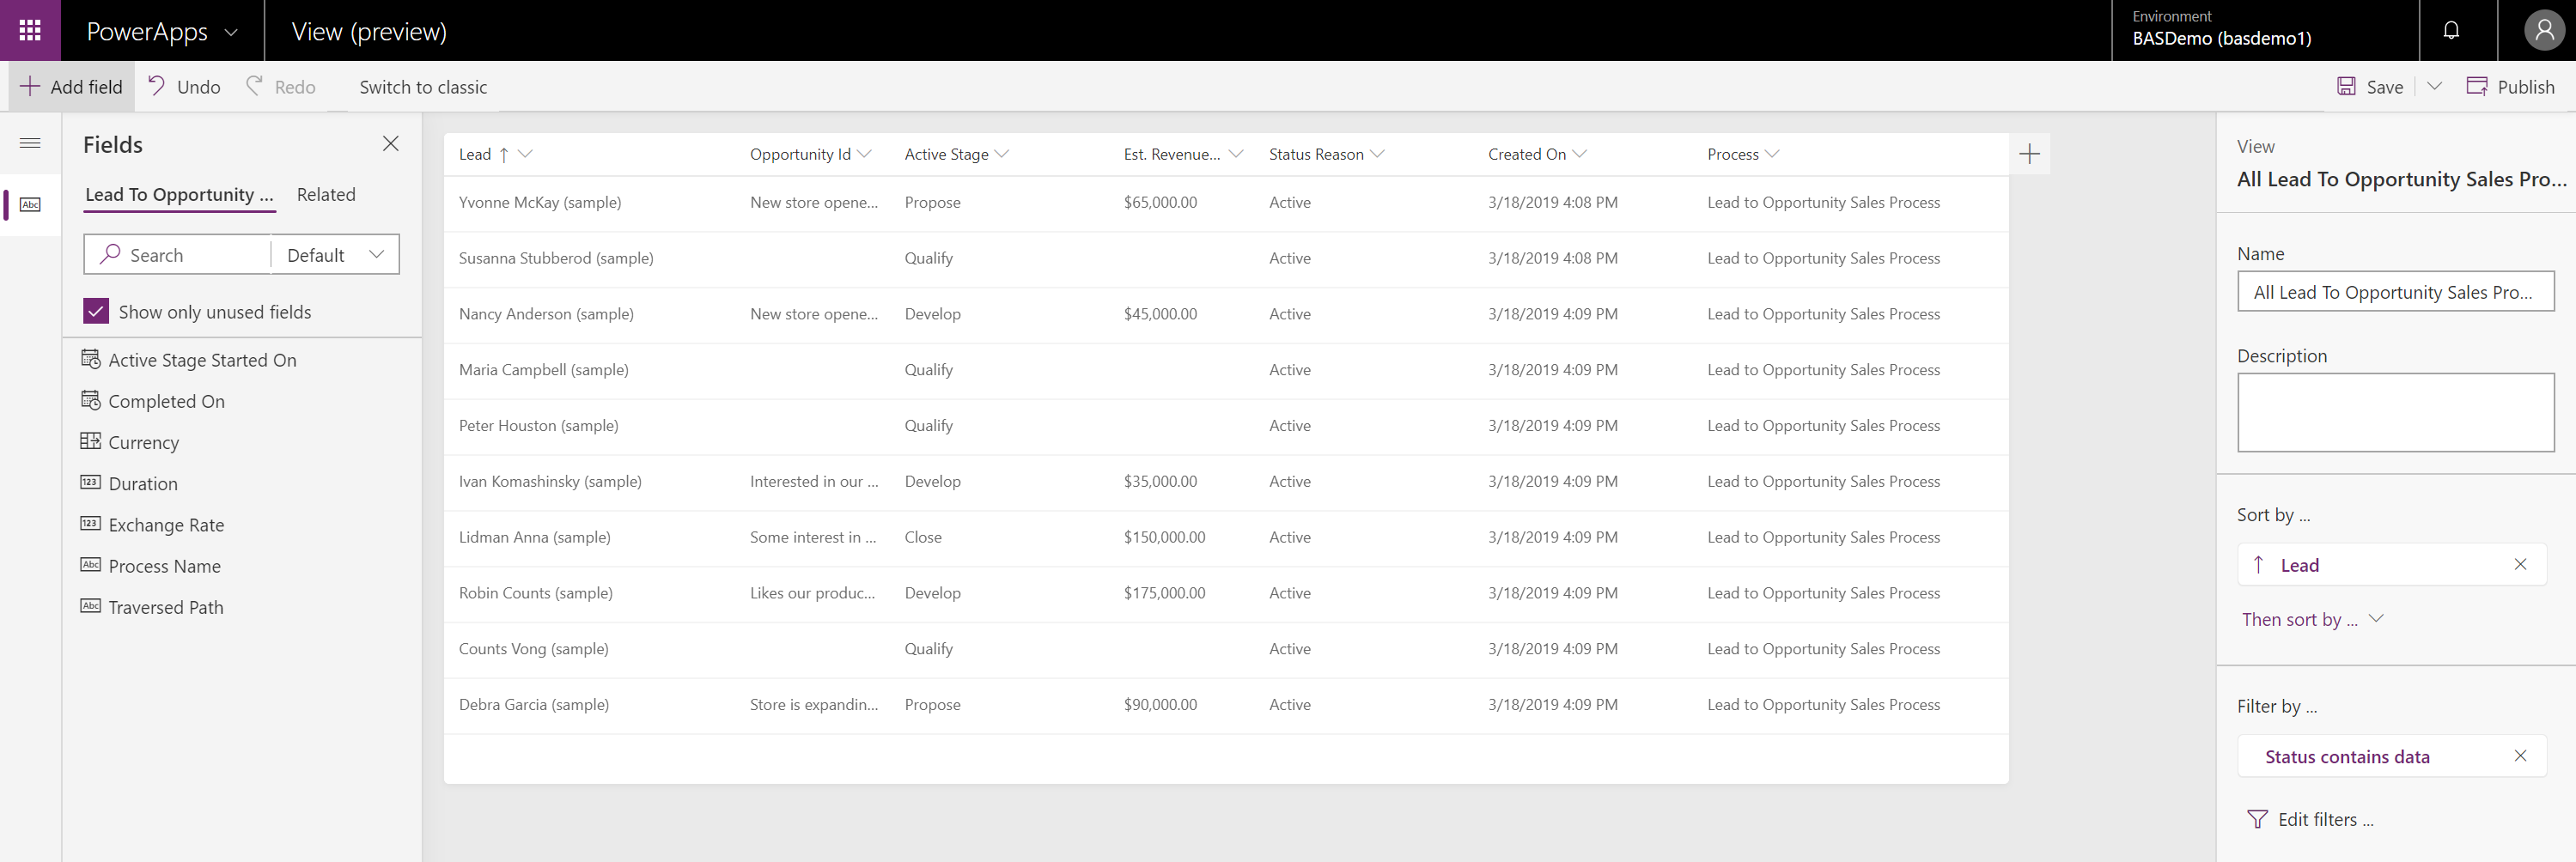 PowerApps
View (preview)
Environment
BASDemo (basdemo1)
Add field
Undo
Redo
Switch to classic
Save
Publish
Fields
Lead To Opportunity ...
Related
Search
Default
Show only unused fields
Active Stage Started On
Completed On
Currency
123 Duration
123 Exchange Rate
Abc Process Name
Abc Traversed Path
Abc
Lead Opportunity Id Active Stage Est. Revenue... Status Reason Created On Process
Yvonne McKay (sample) New store opene... Propose $65,000.00 Active 3/18/2019 4:08 PM Lead to Opportunity Sales Process
Susanna Stubberod (sample) Qualify Active 3/18/2019 4:08 PM Lead to Opportunity Sales Process
Nancy Anderson (sample) New store opene... Develop $45,000.00 Active 3/18/2019 4:09 PM Lead to Opportunity Sales Process
Maria Campbell (sample) Qualify Active 3/18/2019 4:09 PM Lead to Opportunity Sales Process
Peter Houston (sample) Qualify Active 3/18/2019 4:09 PM Lead to Opportunity Sales Process
Ivan Komashinsky (sample) Interested in our ... Develop $35,000.00 Active 3/18/2019 4:09 PM Lead to Opportunity Sales Process
Lidman Anna (sample) Some interest in ... Close $150,000.00 Active 3/18/2019 4:09 PM Lead to Opportunity Sales Process
Robin Counts (sample) Likes our produc... Develop $175,000.00 Active 3/18/2019 4:09 PM Lead to Opportunity Sales Process
Counts Vong (sample) Qualify Active 3/18/2019 4:09 PM Lead to Opportunity Sales Process
Debra Garcia (sample) Store is expandin... Propose $90,000.00 Active 3/18/2019 4:09 PM Lead to Opportunity Sales Process
View
All Lead To Opportunity Sales Pro...
Name
All Lead To Opportunity Sales Pro...
Description
Sort by ...
Lead
Then sort by ...
Filter by ...
Status contains data
Edit filters ...